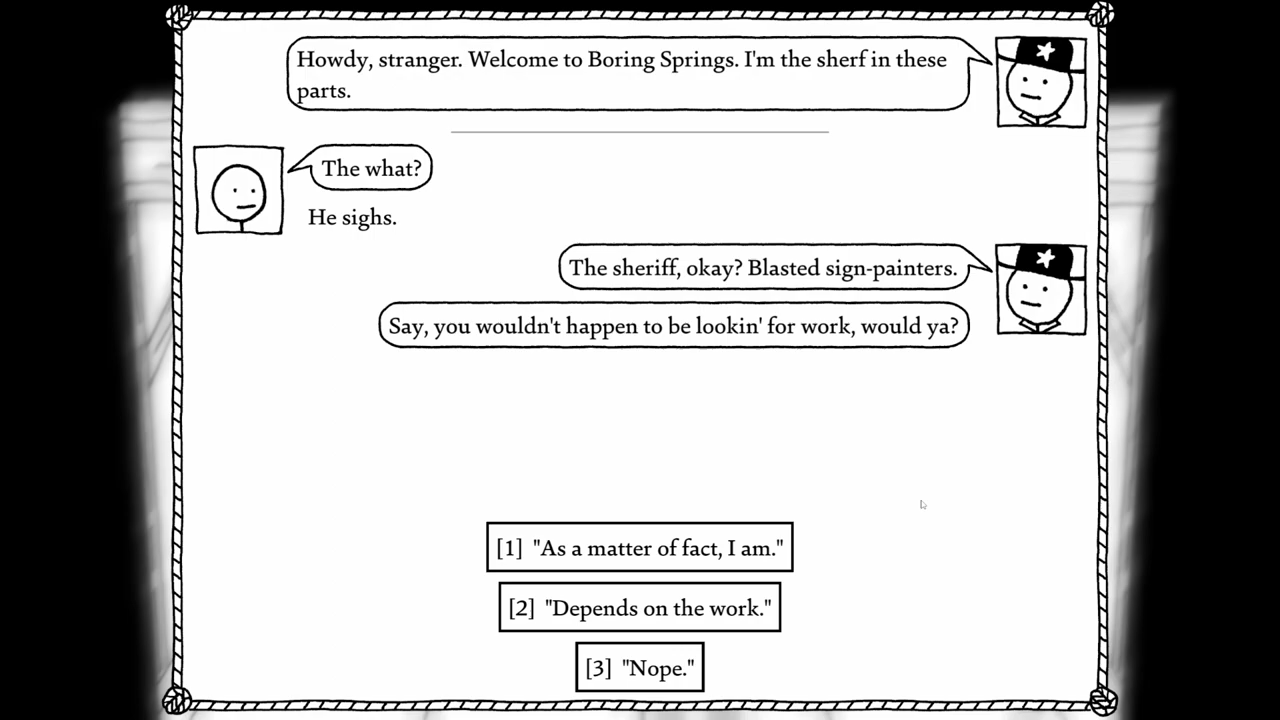 Howdy, stranger. Welcome to Boring Springs. I'm the sherf in these
parts.
The what?
He sighs.
The sheriff, okay? Blasted sign-painters.
Say, you wouldn't happen to be lookin' for work, would ya?
[1] "As a matter of fact, I am."
[2] "Depends on the work."
[3] "Nope."